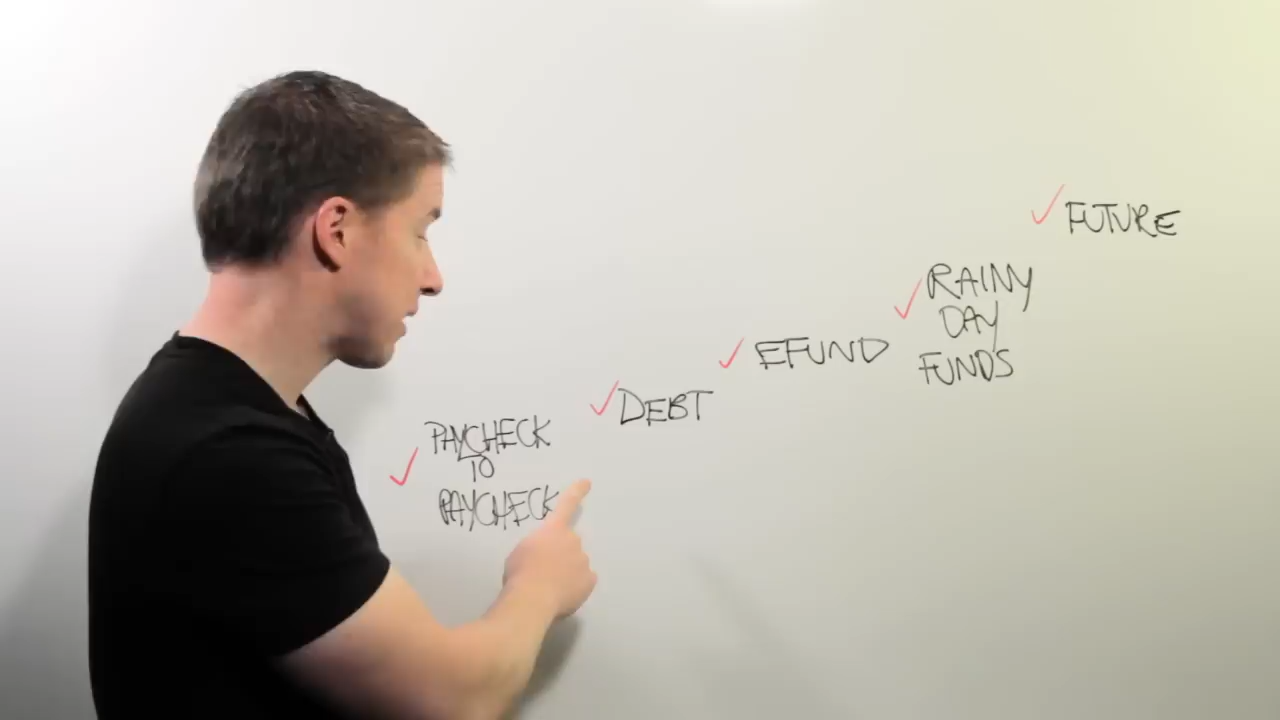 PAYCHECK
TO
PAYCHECK
DEBT
EFUND
RAINY
DAY
FUNDS
FUTURE